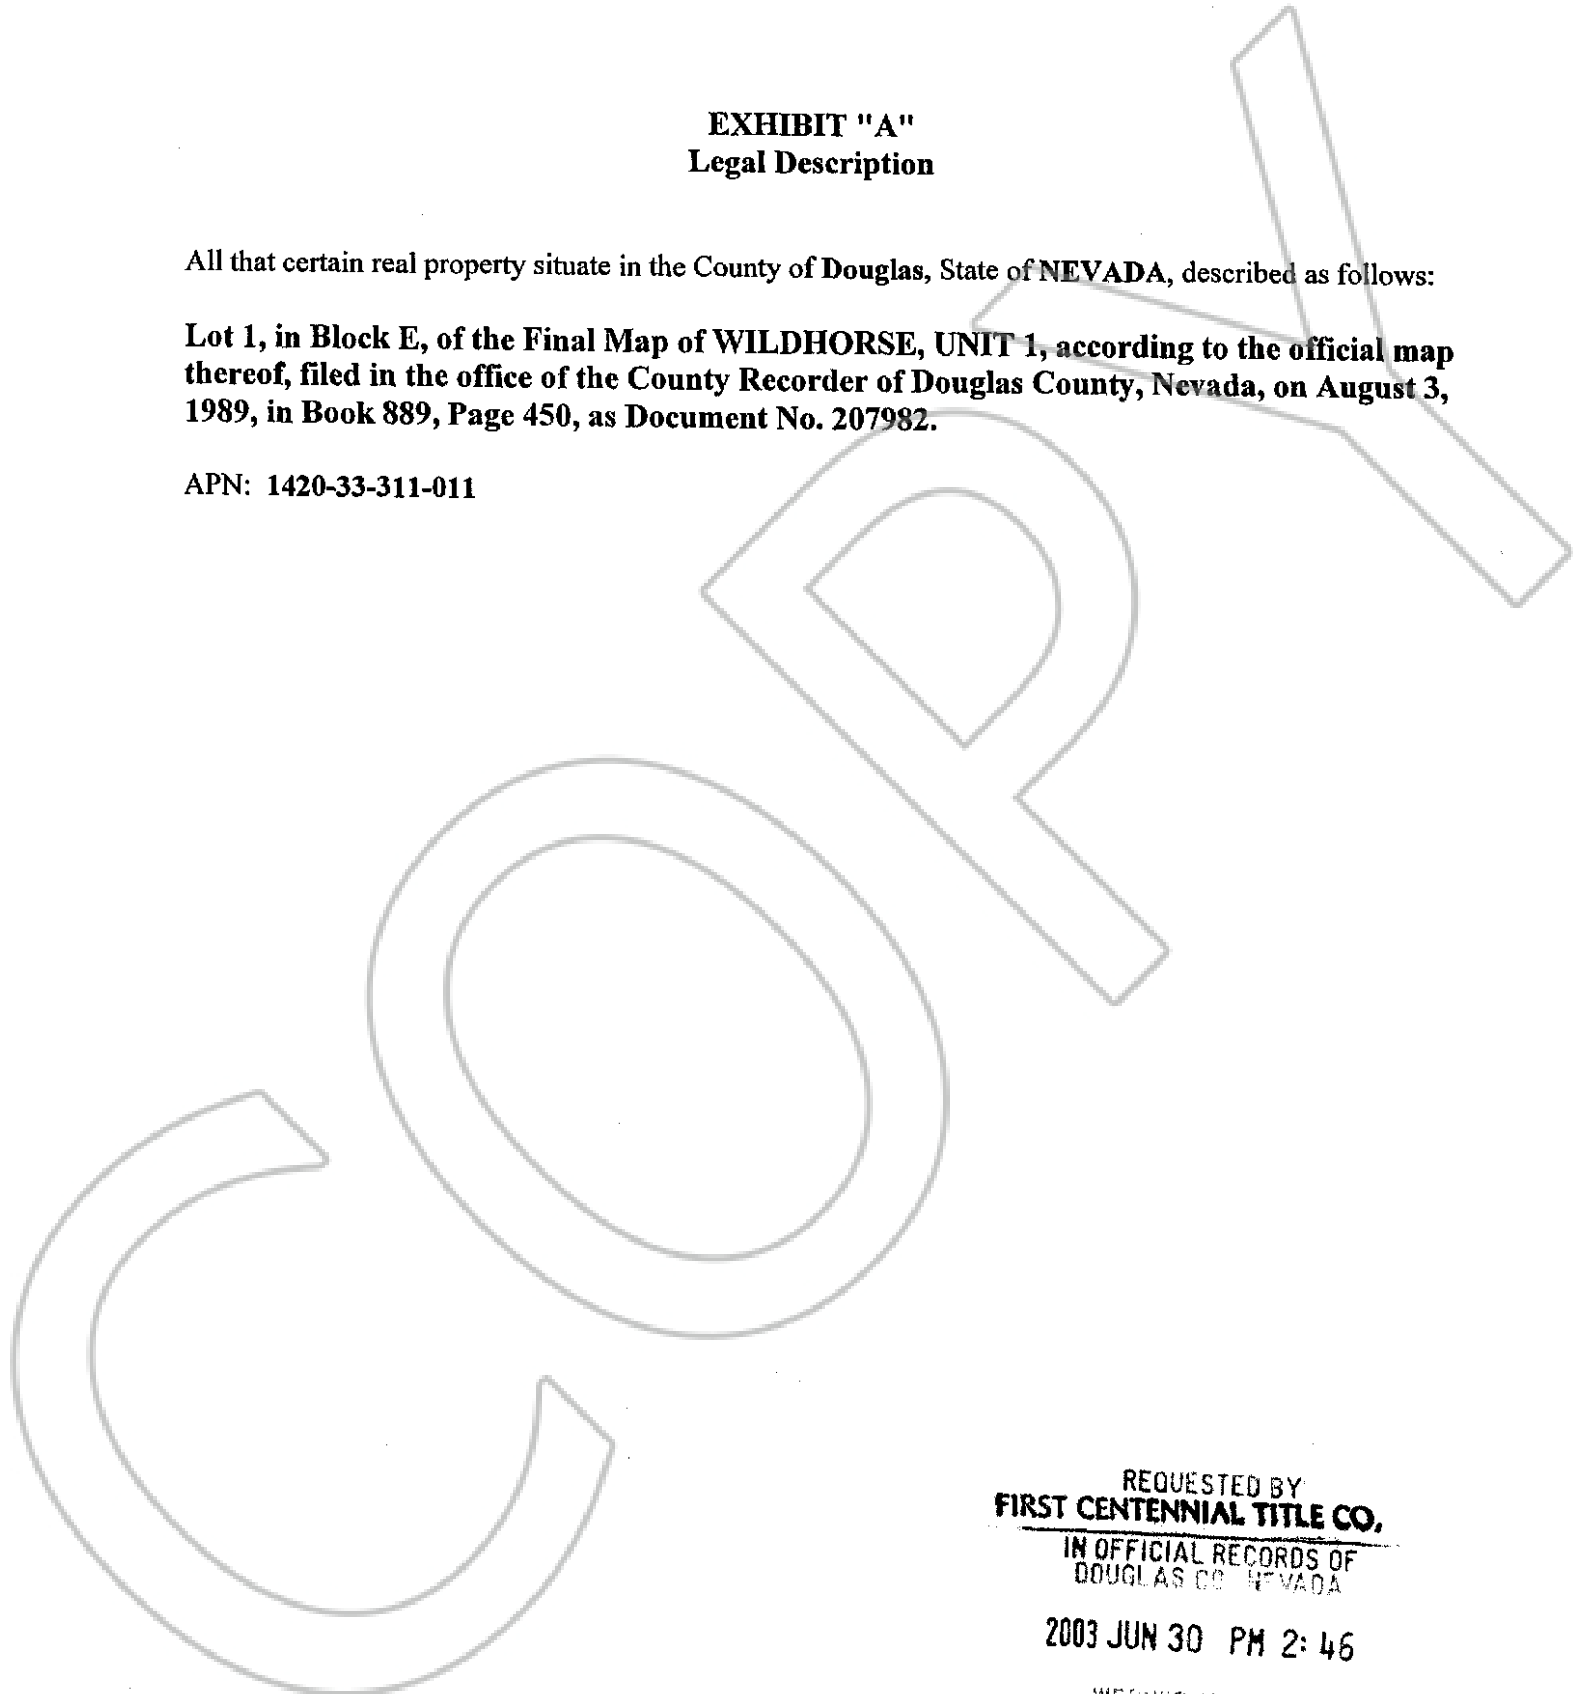 EXHIBIT "A"
Legal Description
All that certain real property situate in the County of Douglas, State of NEVADA, described as follows:
Lot 1, in Block E, of the Final Map of WILDHORSE, UNIT 1, according to the official map
thereof, filed in the office of the County Recorder of Douglas County, Nevada, on August 3,
1989, in Book 889, Page 450, as Document No. 207982.
APN: 1420-33-311-011
COPY
REQUESTED BY
FIRST CENTENNIAL TITLE CO.
IN OFFICIAL RECORDS OF
DOUGLAS CO NEVADA
2003 JUN 30 PM 2:46